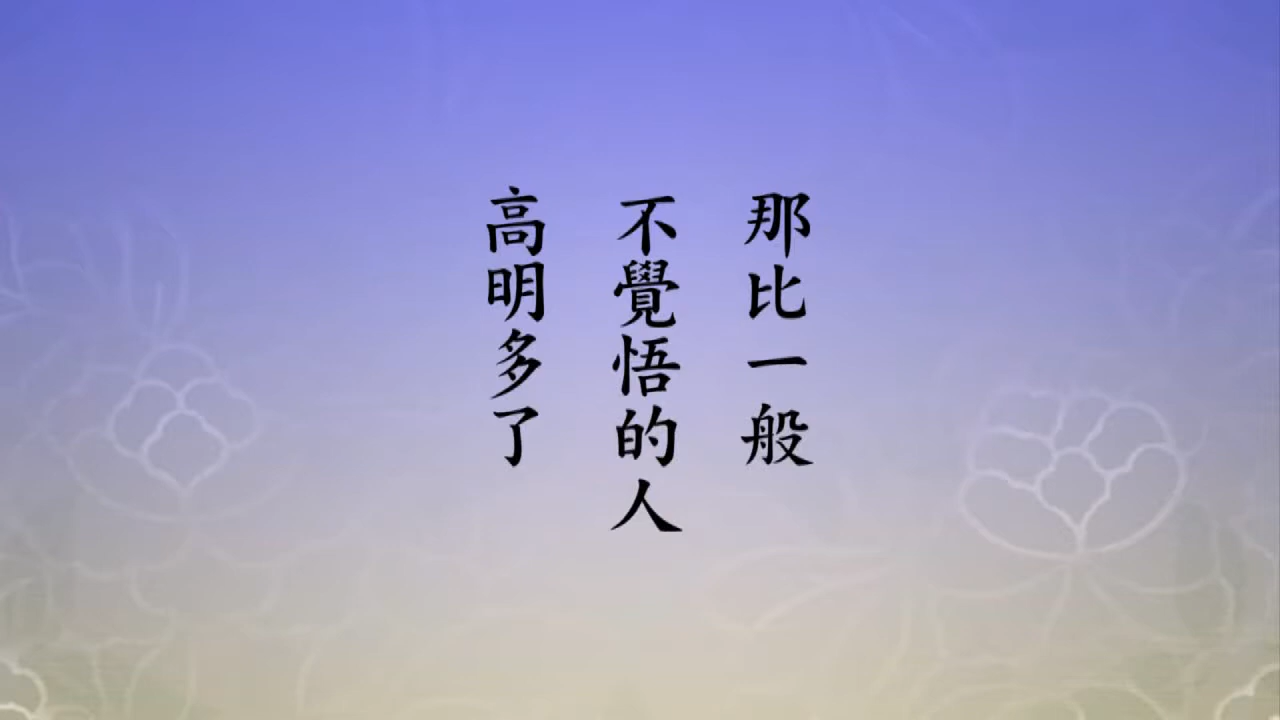 那比一般
不覺悟的人
高明多了